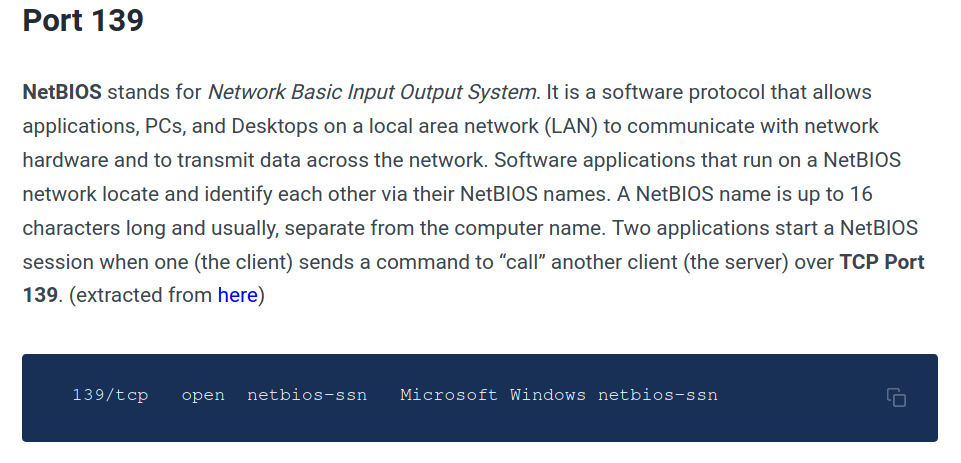 Port 139
NetBIOS stands for Network Basic Input Output System. It is a software protocol that allows
applications, PCs, and Desktops on a local area network (LAN) to communicate with network
hardware and to transmit data across the network. Software applications that run on a NetBIOS
network locate and identify each other via their NetBIOS names. A NetBIOS name is up to 16
characters long and usually, separate from the computer name. Two applications start a NetBIOS
session when one (the client) sends a command to “call” another client (the server) over TCP Port
139. (extracted from here)
139/tcp   open  netbios-ssn   Microsoft Windows netbios-ssn